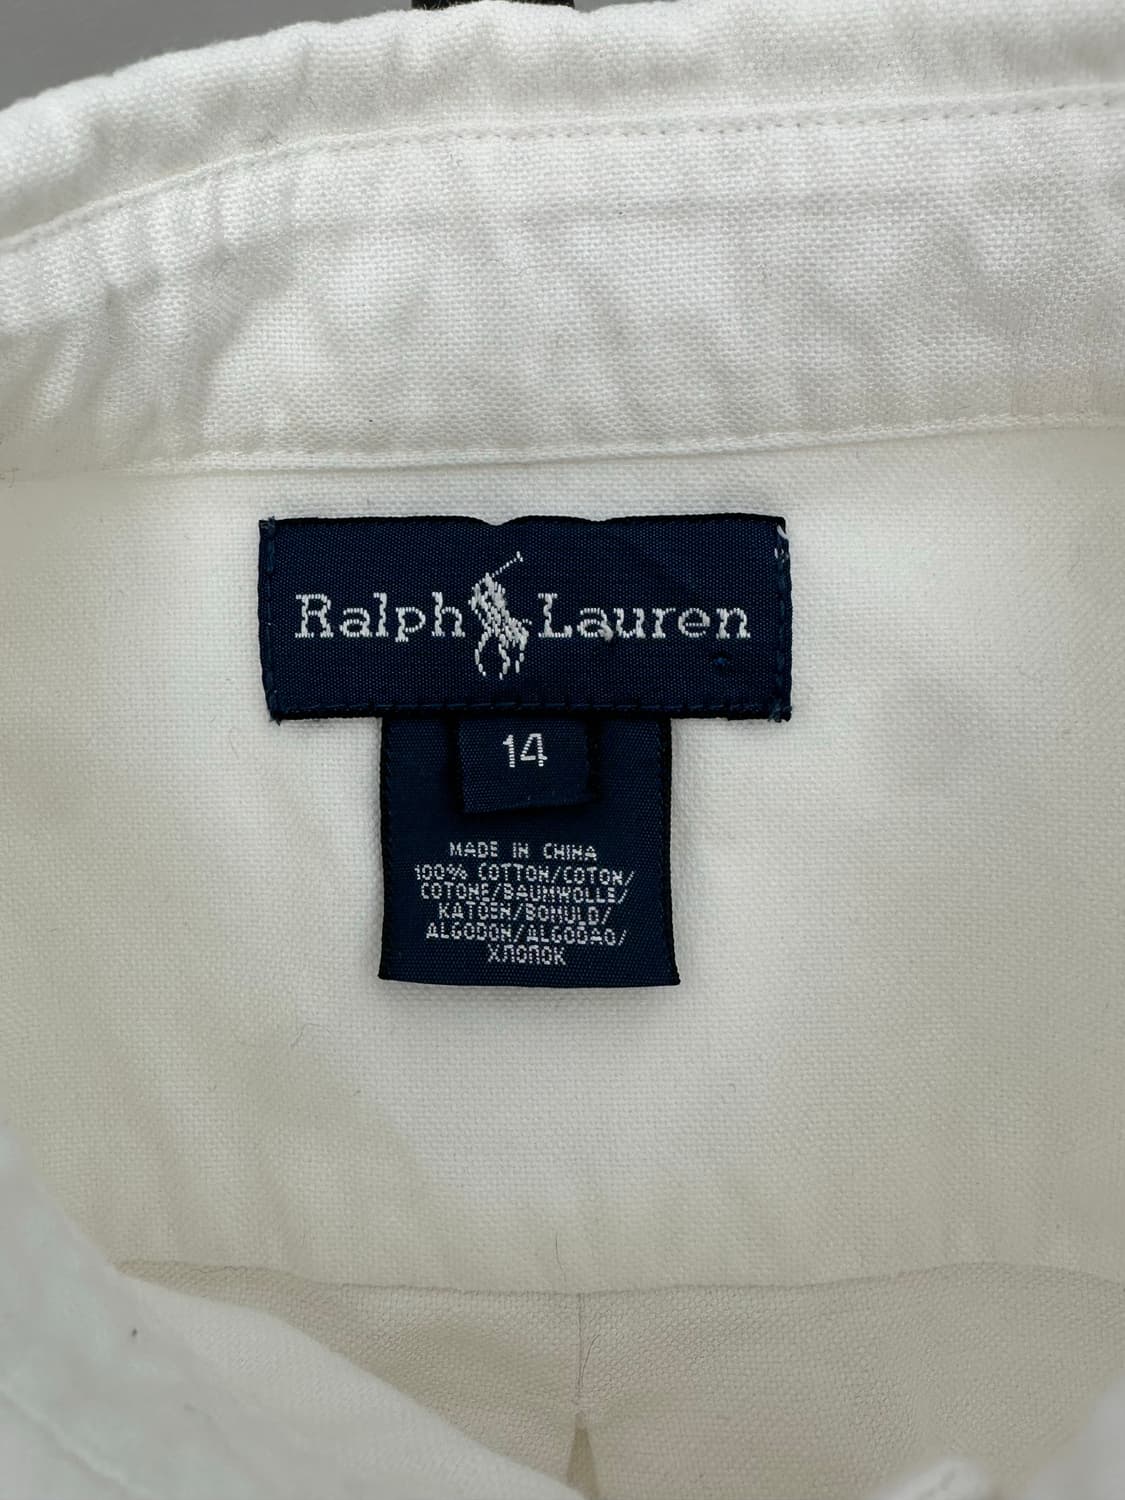 Ralph Lauren
14
MADE IN CHINA
100% COTTON/COTON/
COTONE/BAUMWOLLE/
KATOEN/BOMULD/
ALGODON/ALGODAO/
ХЛОПОК